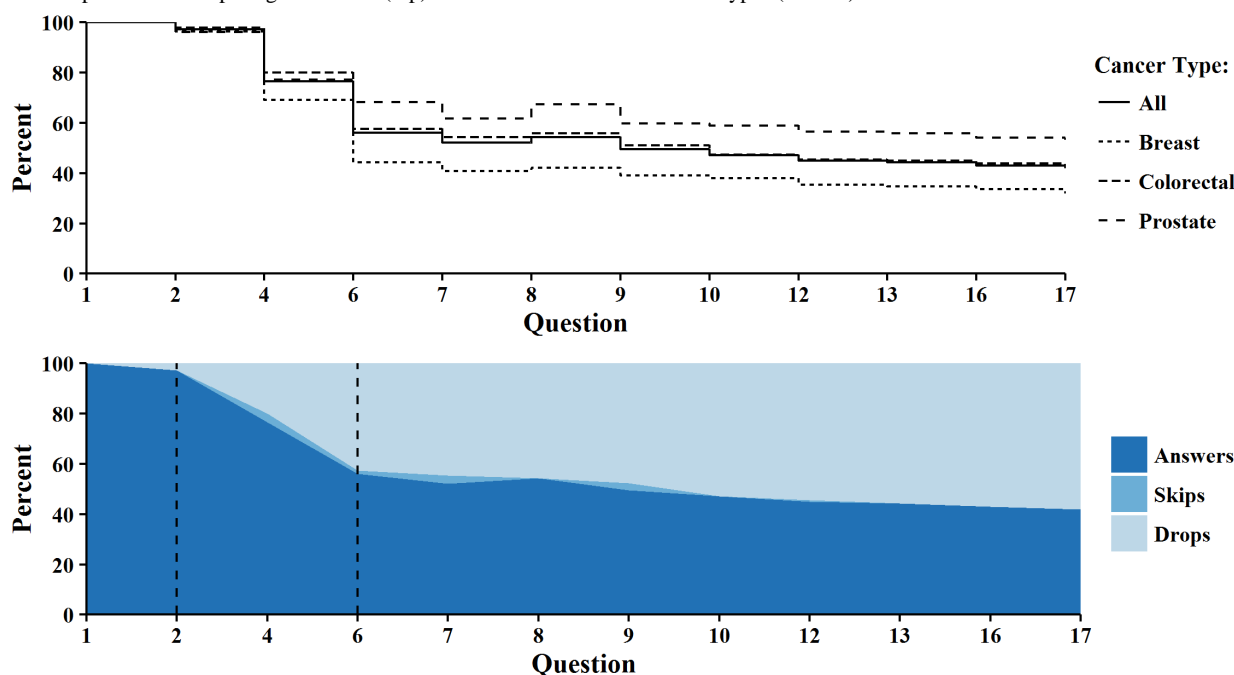 100
80
60
40
20
0
Percent
1 2 4 6 7 8 9 10 12 13 16 17
Question
Cancer Type:
All
Breast
Colorectal
Prostate
100
80
60
40
20
0
Percent
1 2 4 6 7 8 9 10 12 13 16 17
Question
Answers
Skips
Drops